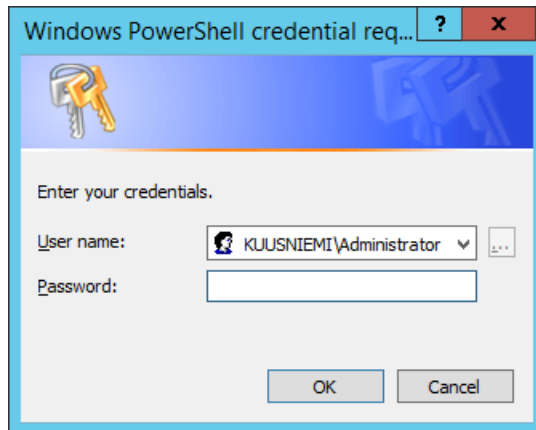 Windows PowerShell credential req...
?
x
Enter your credentials.
User name:
KUUSNIEMI\Administrator
...
Password:
OK
Cancel